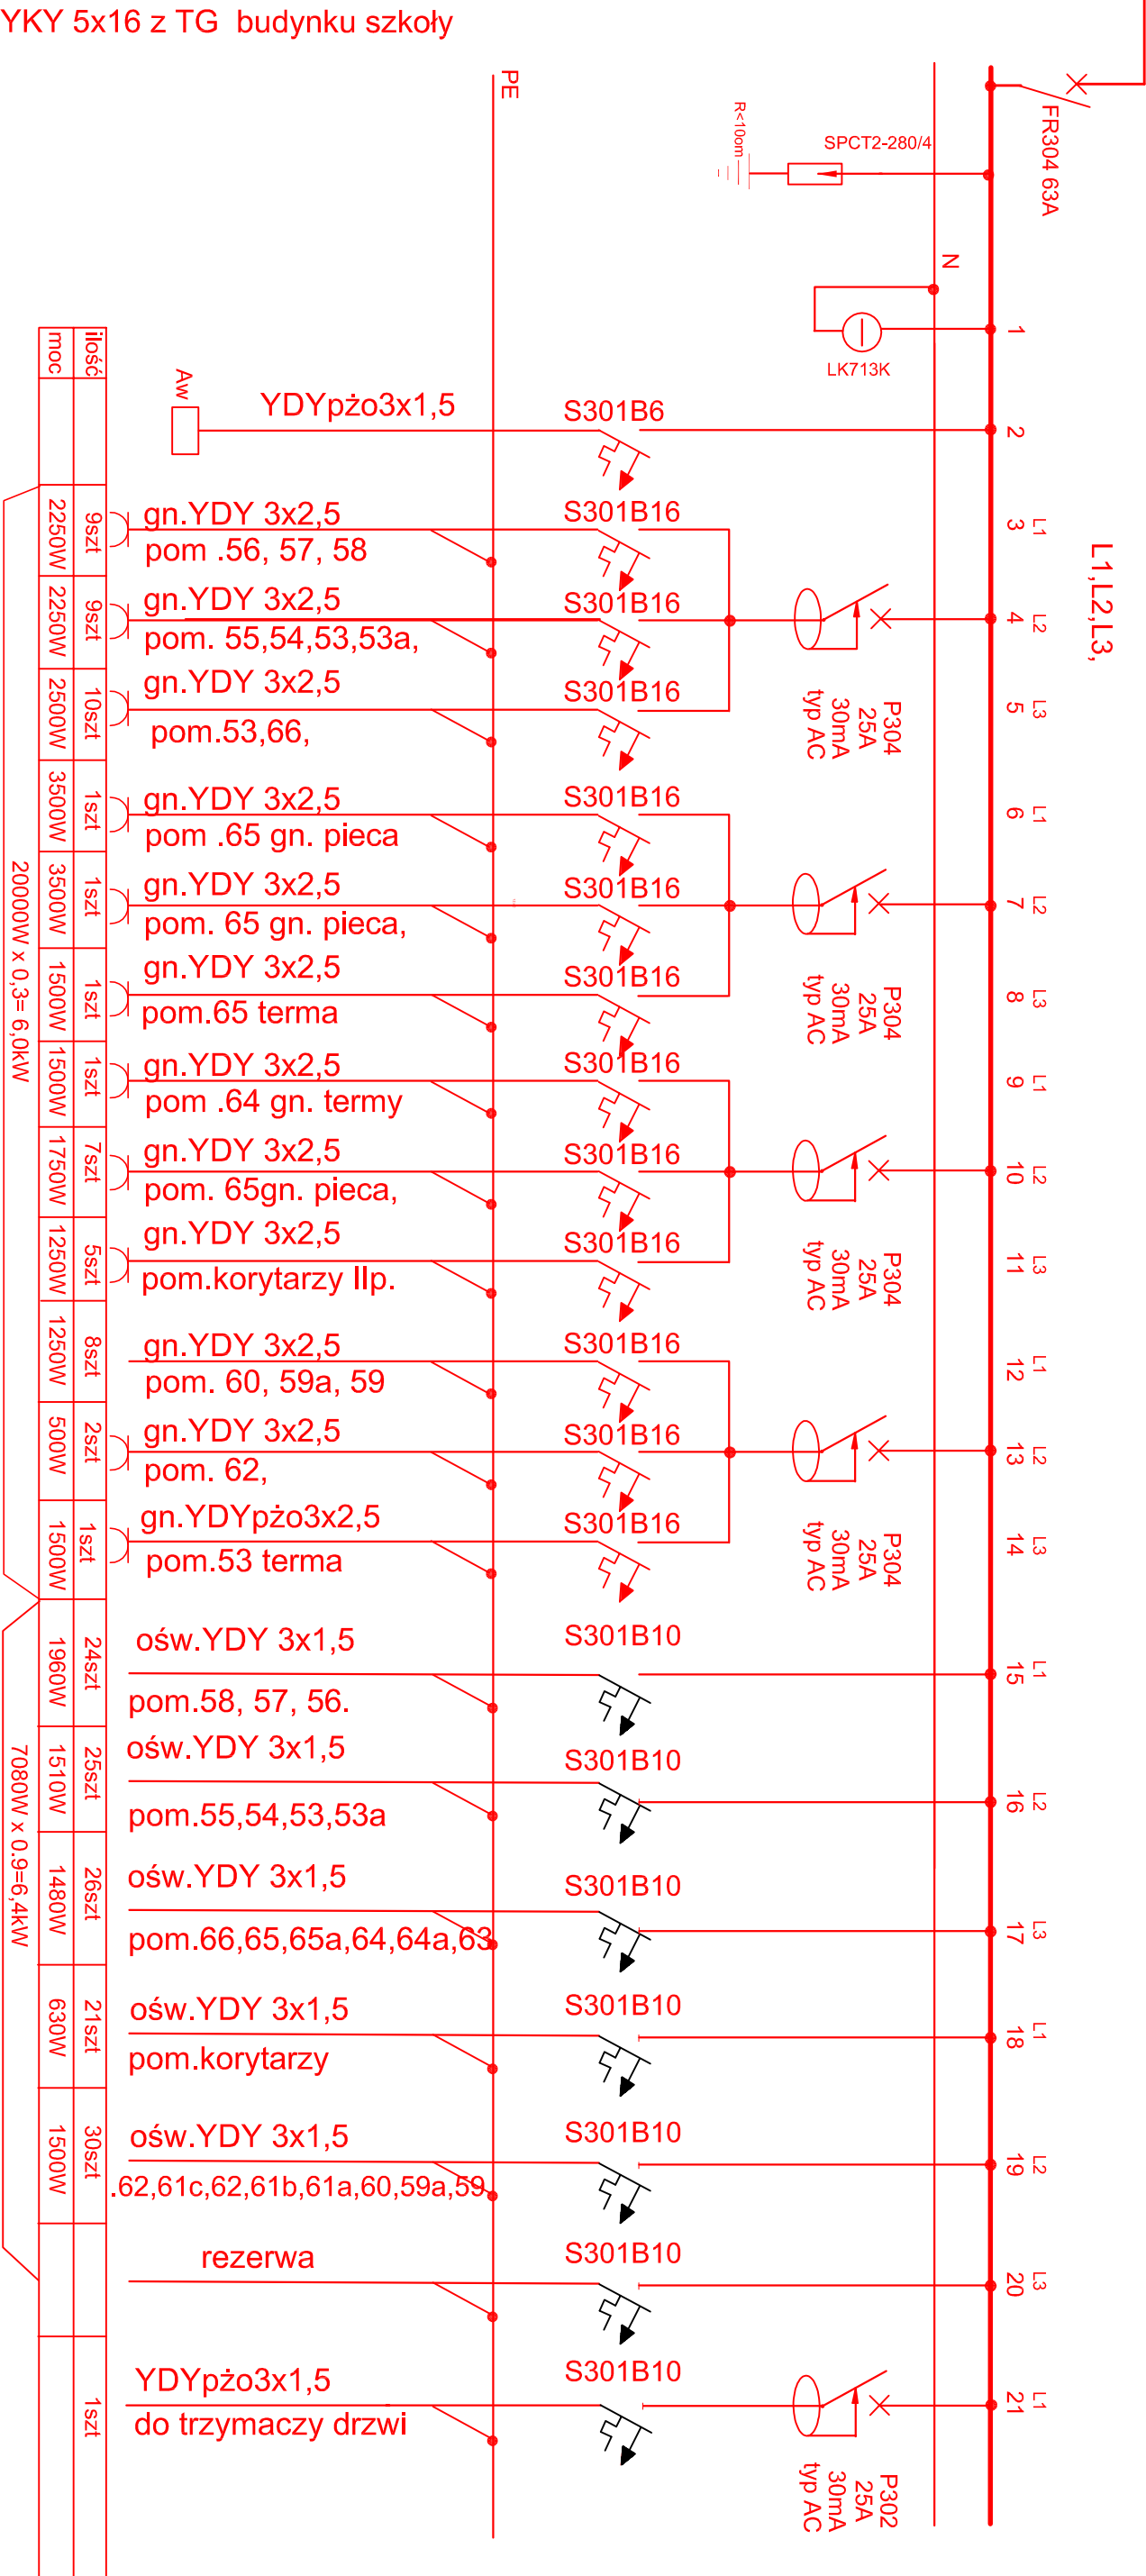 YKY 5x16 z TG budynku szkoły
PE
R<10om
SPCT2-280/4
FR304 63A
N
LK713K
1
L1,L2,L3,
ilość
moc
Aw
YDYpżo3x1,5
S301B6
2
9szt
2250W
gn.YDY 3x2,5
pom .56, 57, 58
S301B16
3
L1
9szt
2250W
gn.YDY 3x2,5
pom. 55,54,53,53a,
S301B16
4
L2
10szt
2500W
gn.YDY 3x2,5
pom.53,66,
S301B16
5
L3
P304
25A
30mA
typ AC
1szt
3500W
gn.YDY 3x2,5
pom .65 gn. pieca
S301B16
6
L1
1szt
3500W
gn.YDY 3x2,5
pom. 65 gn. pieca,
S301B16
7
L2
1szt
1500W
gn.YDY 3x2,5
pom.65 terma
S301B16
8
L3
P304
25A
30mA
typ AC
20000W x 0,3= 6,0kW
1szt
1500W
gn.YDY 3x2,5
pom .64 gn. termy
S301B16
9
L1
7szt
1750W
gn.YDY 3x2,5
pom. 65gn. pieca,
S301B16
10
L2
5szt
1250W
gn.YDY 3x2,5
pom.korytarzy IIp.
S301B16
11
L3
P304
25A
30mA
typ AC
8szt
1250W
gn.YDY 3x2,5
pom. 60, 59a, 59
S301B16
12
L1
2szt
500W
gn.YDY 3x2,5
pom. 62,
S301B16
13
L2
1szt
1500W
gn.YDYpżo3x2,5
pom.53 terma
S301B16
14
L3
P304
25A
30mA
typ AC
24szt
1960W
ośw.YDY 3x1,5
pom.58, 57, 56.
S301B10
15
L1
25szt
1510W
ośw.YDY 3x1,5
pom.55,54,53,53a
S301B10
16
L2
7080W x 0.9=6,4kW
26szt
1480W
ośw.YDY 3x1,5
pom.66,65,65a,64,64a,63
S301B10
17
L3
21szt
630W
ośw.YDY 3x1,5
pom.korytarzy
S301B10
18
L1
30szt
1500W
ośw.YDY 3x1,5
.62,61c,62,61b,61a,60,59a,59
S301B10
19
L2
rezerwa
S301B10
20
L3
1szt
YDYpżo3x1,5
do trzymaczy drzwi
S301B10
21
L1
P302
25A
30mA
typ AC